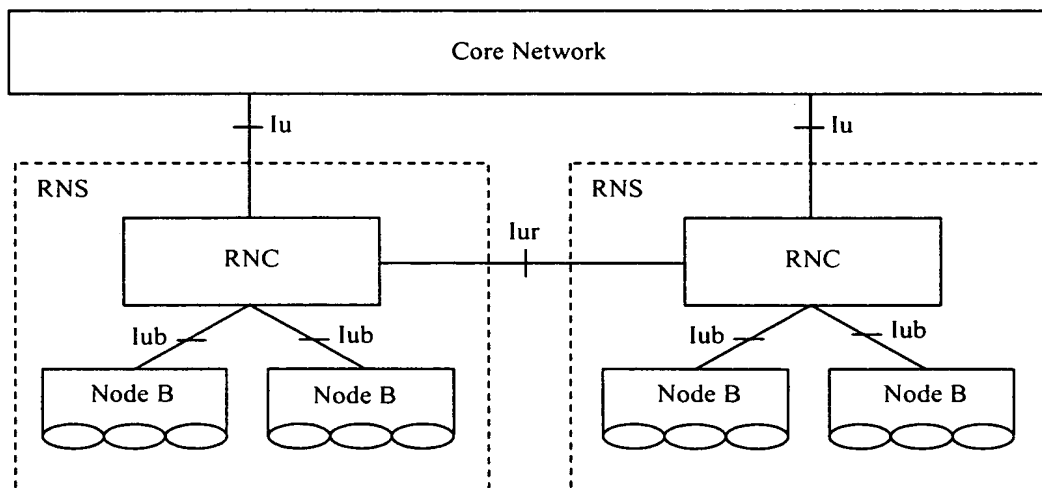 Core Network
Iu
Iu
RNS
RNS
RNC
Iur
RNC
Iub
Iub
Iub
Iub
Node B
Node B
Node B
Node B